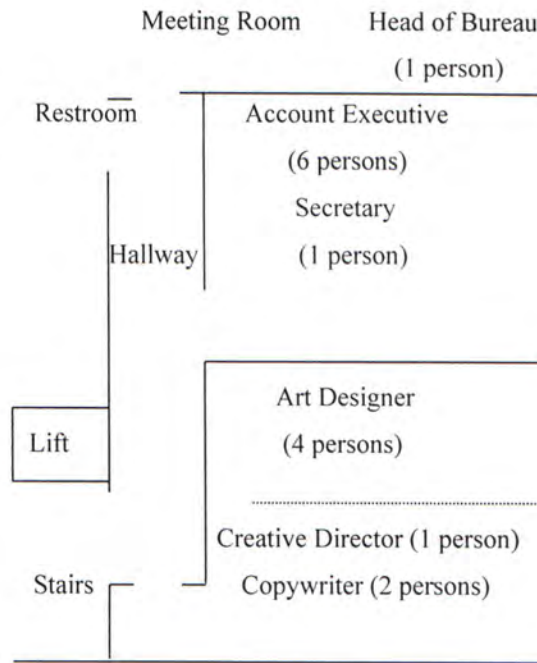 Meeting Room Head of Bureau
(1 person)
Restroom Account Executive
(6 persons)
Secretary
Hallway (1 person)
Art Designer
Lift (4 persons)
Creative Director (1 person)
Stairs Copywriter (2 persons)